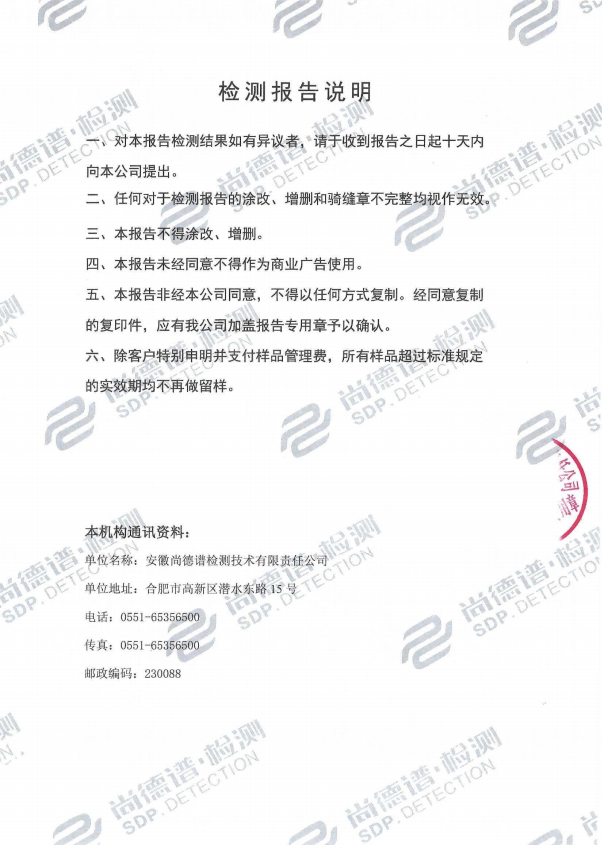 检测报告说明
一、对本报告检测结果如有异议者，请于收到报告之日起十天内
向本公司提出。
二、任何对于检测报告的涂改、增删和骑缝章不完整均视作无效。
三、本报告不得涂改、增删。
四、本报告未经同意不得作为商业广告使用。
五、本报告非经本公司同意，不得以任何方式复制。经同意复制
的复印件，应有我公司加盖报告专用章予以确认。
六、除客户特别申明并支付样品管理费，所有样品超过标准规定
的实效期均不再做留样。
本机构通讯资料：
单位名称：安徽尚德谱检测技术有限责任公司
单位地址：合肥市高新区潜水东路 15 号
电话：0551-65356500
传真：0551-65356500
邮政编码：230088
尚德谱·检测
SDP. DETECTION